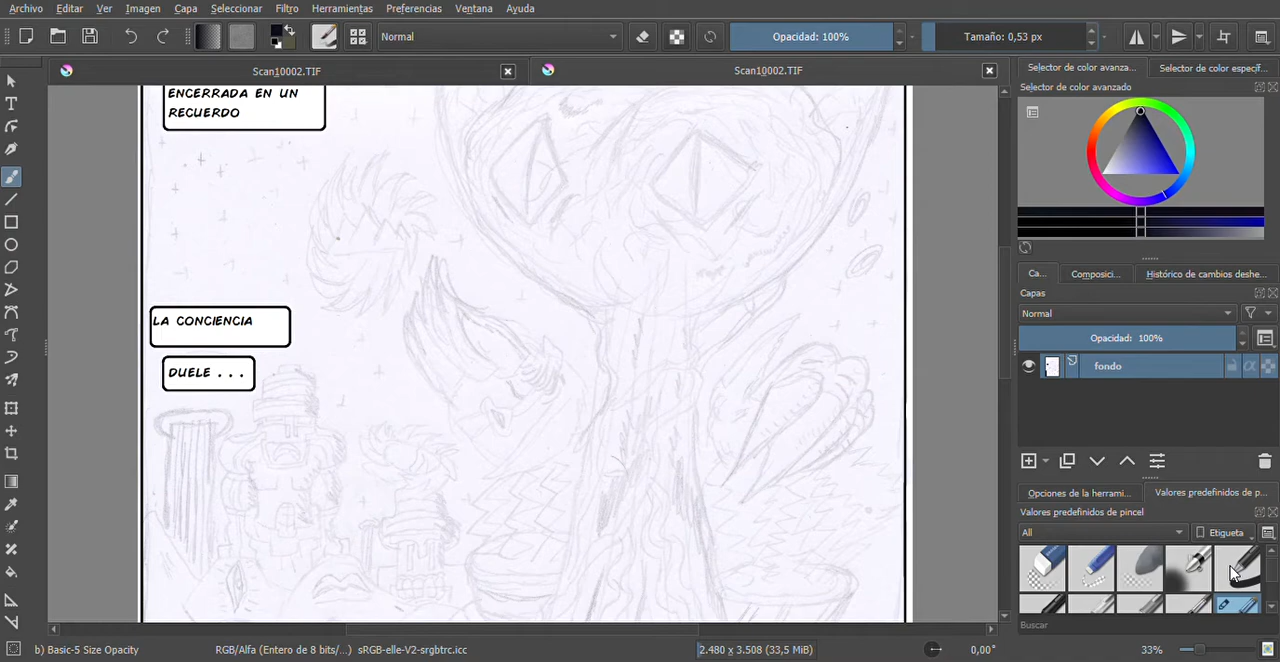 Archivo Editar Ver Imagen Capa Seleccionar Filtro Herramientas Preferencias Ventana Ayuda
Normal Opacidad: 100% Tamaño: 0,53 px
Scan10002.TIF Scan10002.TIF
Selector de color avanza... Selector de color específ...
Selector de color avanzado
ENCERRADA EN UN
RECUERDO
LA CONCIENCIA
DUELE . . .
Ca... Composici... Histórico de cambios deshe...
Capas
Normal
Opacidad: 100%
fondo
Opciones de la herrami... Valores predefinidos de p...
Valores predefinidos de pincel
All Etiqueta
Buscar
b) Basic-5 Size Opacity RGB/Alfa (Entero de 8 bits/...) sRGB-elle-V2-srgbtrc.icc 2.480 x 3.508 (33,5 MiB) 0,00° 33%